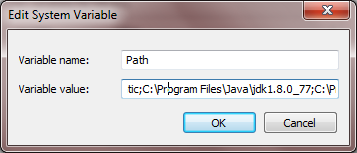 Edit System Variable
Variable name:
Path
Variable value:
tic;C:\Program Files\Java\jdk1.8.0_77;C:\P
OK
Cancel